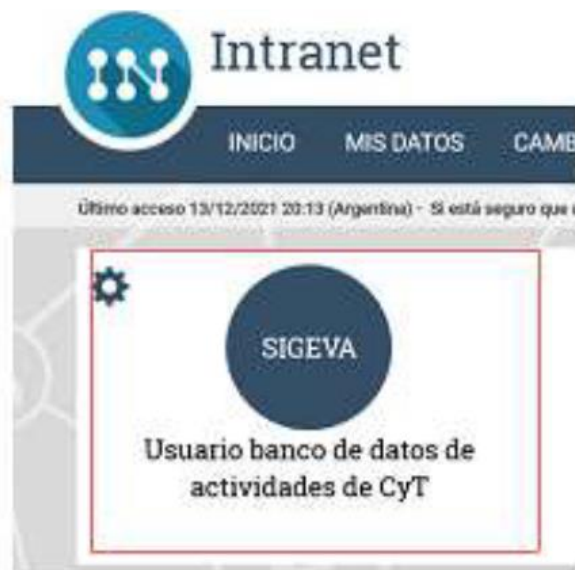 Intranet
INICIO MIS DATOS CAMB
Último acceso 13/12/2021 20:13 (Argentina) - Si está seguro que
SIGEVA
Usuario banco de datos de
actividades de CyT